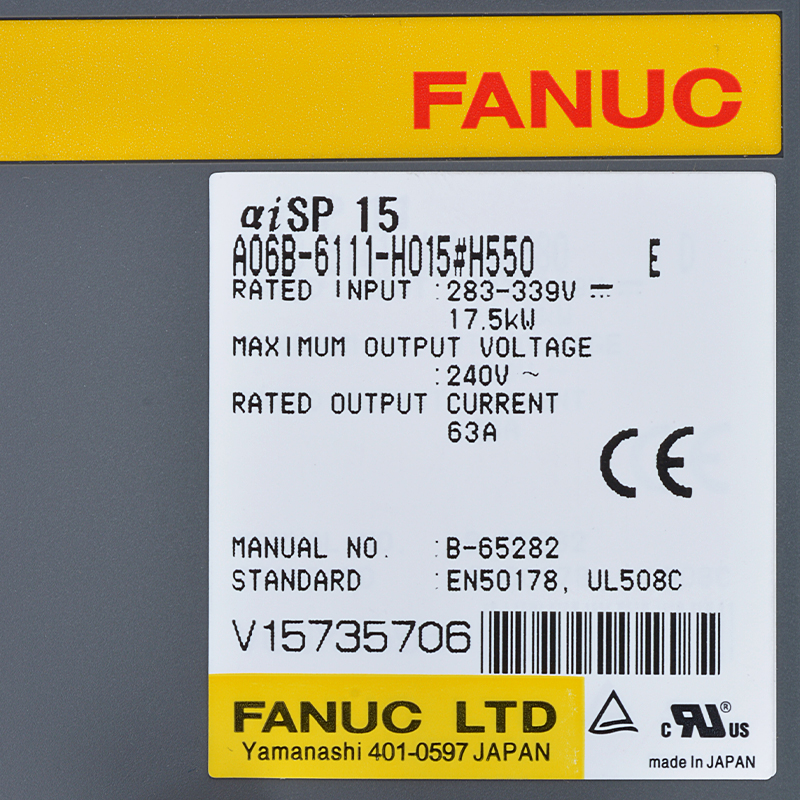 FANUC
αiSP 15
A06B-6111-H015#H550 E
RATED INPUT :283-339V ⎓
17.5kW
MAXIMUM OUTPUT VOLTAGE
:240V ~
RATED OUTPUT CURRENT
63A
CE
MANUAL NO. :B-65282
STANDARD :EN50178, UL508C
V15735706
FANUC LTD
Yamanashi 401-0597 JAPAN
c RU® US
made In JAPAN